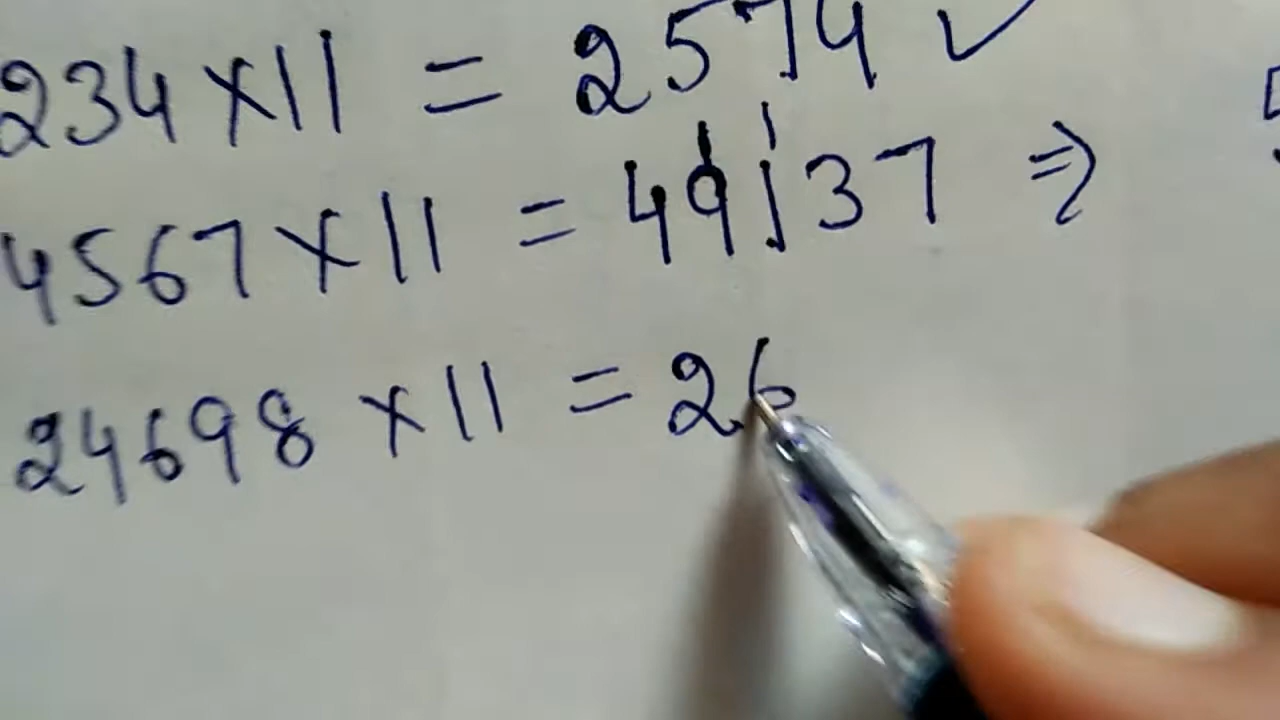 234 × 11 = 2574 ✓
4567 × 11 = 49137 ⇒
24698 × 11 = 26